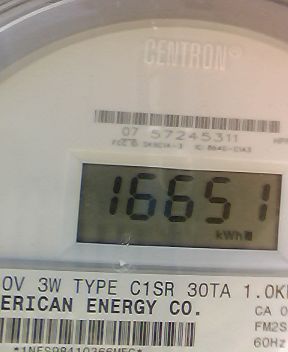 CENTRON®
07 57245311
16651
kWh
0V 3W TYPE C1SR 30TA 1.0K
ERICAN ENERGY CO.
CA 0
FM2S
60Hz